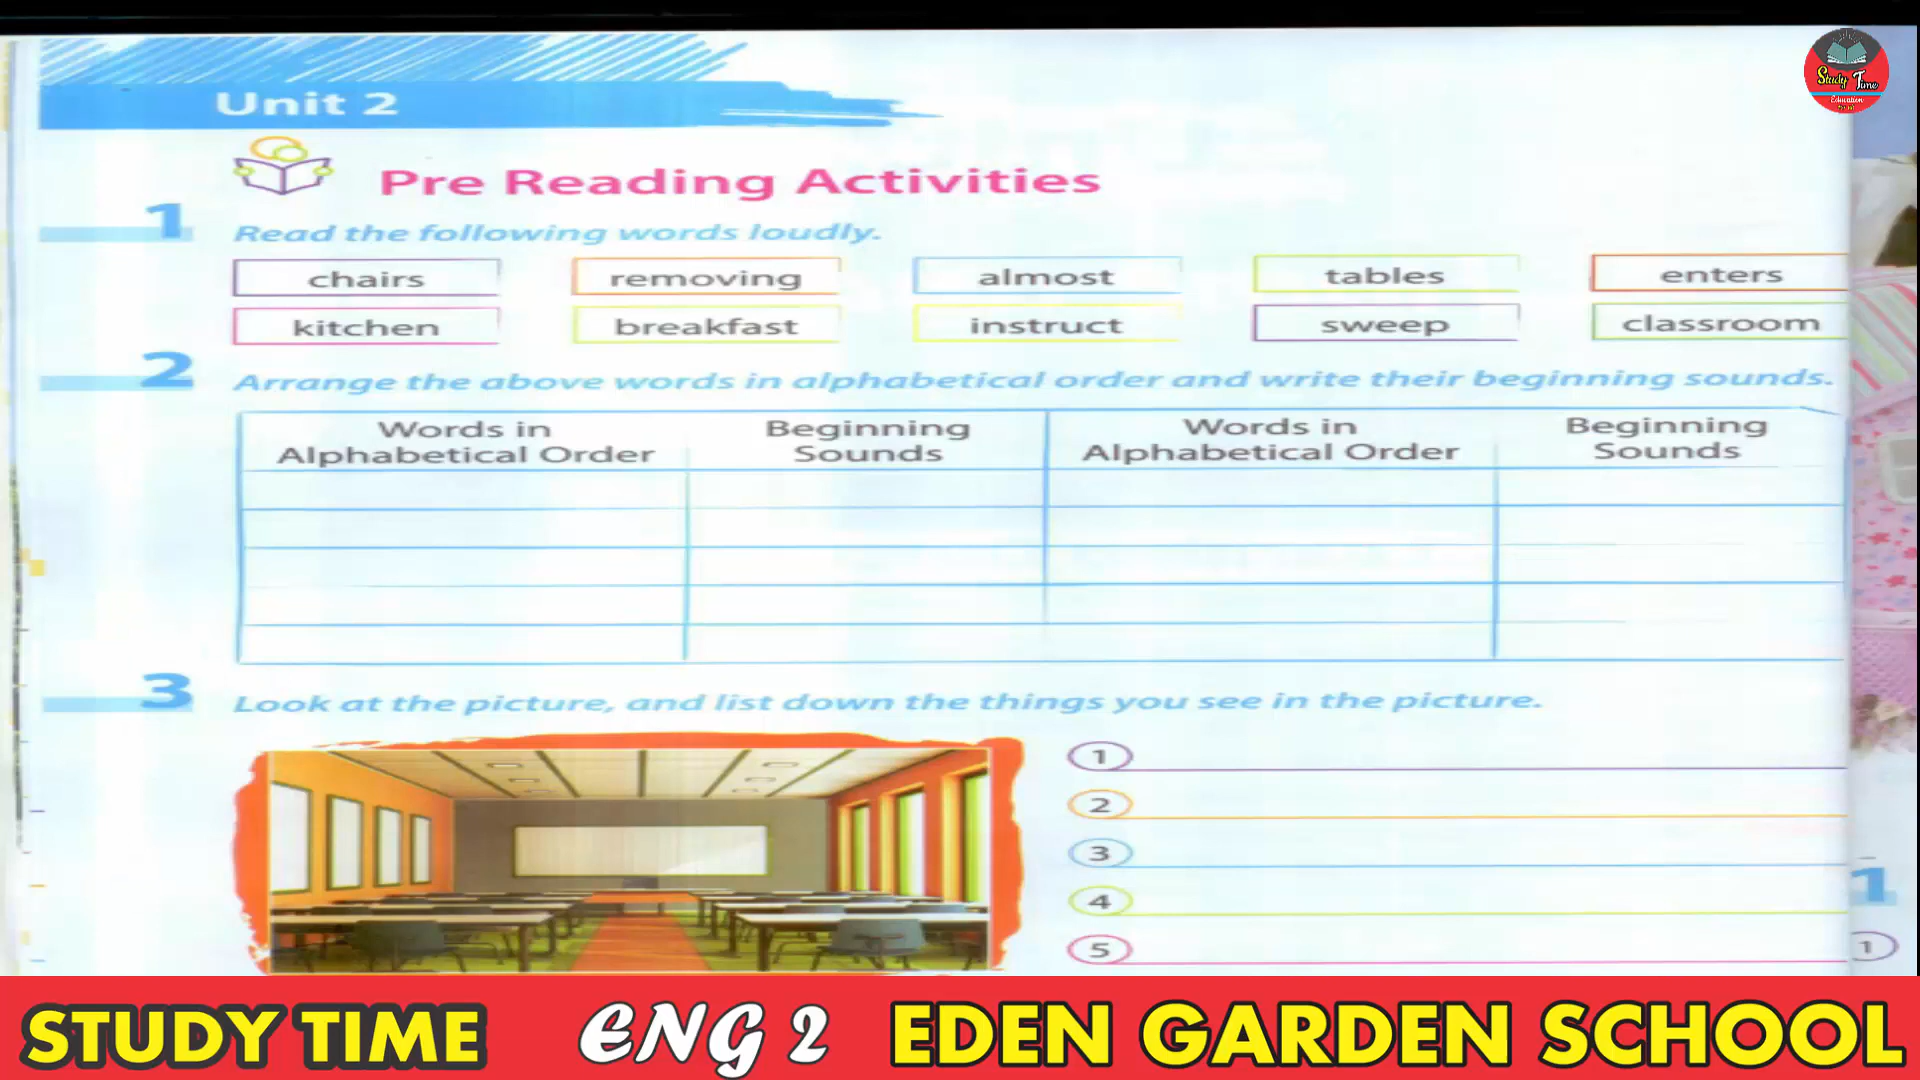 Study Time
Education
Unit 2
Pre Reading Activities
1
Read the following words loudly.
chairs removing almost tables enters
kitchen breakfast instruct sweep classroom
2
Arrange the above words in alphabetical order and write their beginning sounds.
Words in Alphabetical Order Beginning Sounds Words in Alphabetical Order Beginning Sounds
3
Look at the picture, and list down the things you see in the picture.
1
2
3
4
5
1
1
STUDY TIME ENG 2 EDEN GARDEN SCHOOL